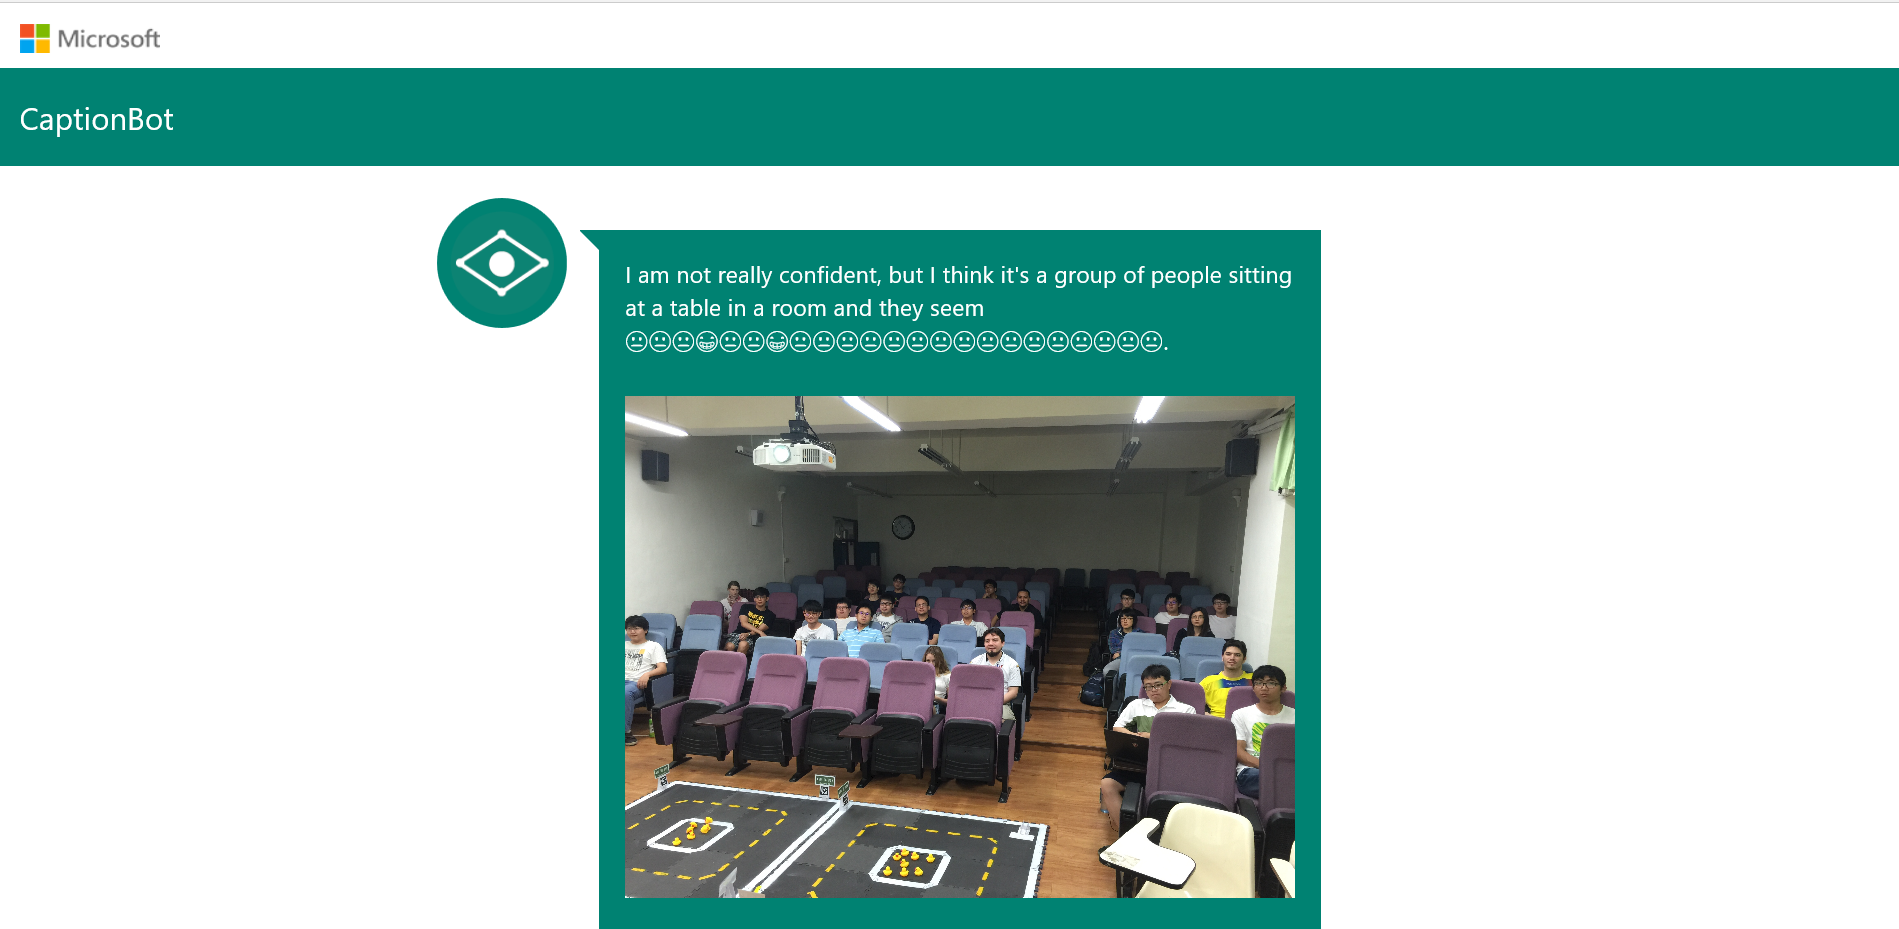 Microsoft
CaptionBot
I am not really confident, but I think it's a group of people sitting
at a table in a room and they seem
😐😐😐😁😐😐😁😐😐😐😐😐😐😐😐😐😐😐😐😐😐😐😐.